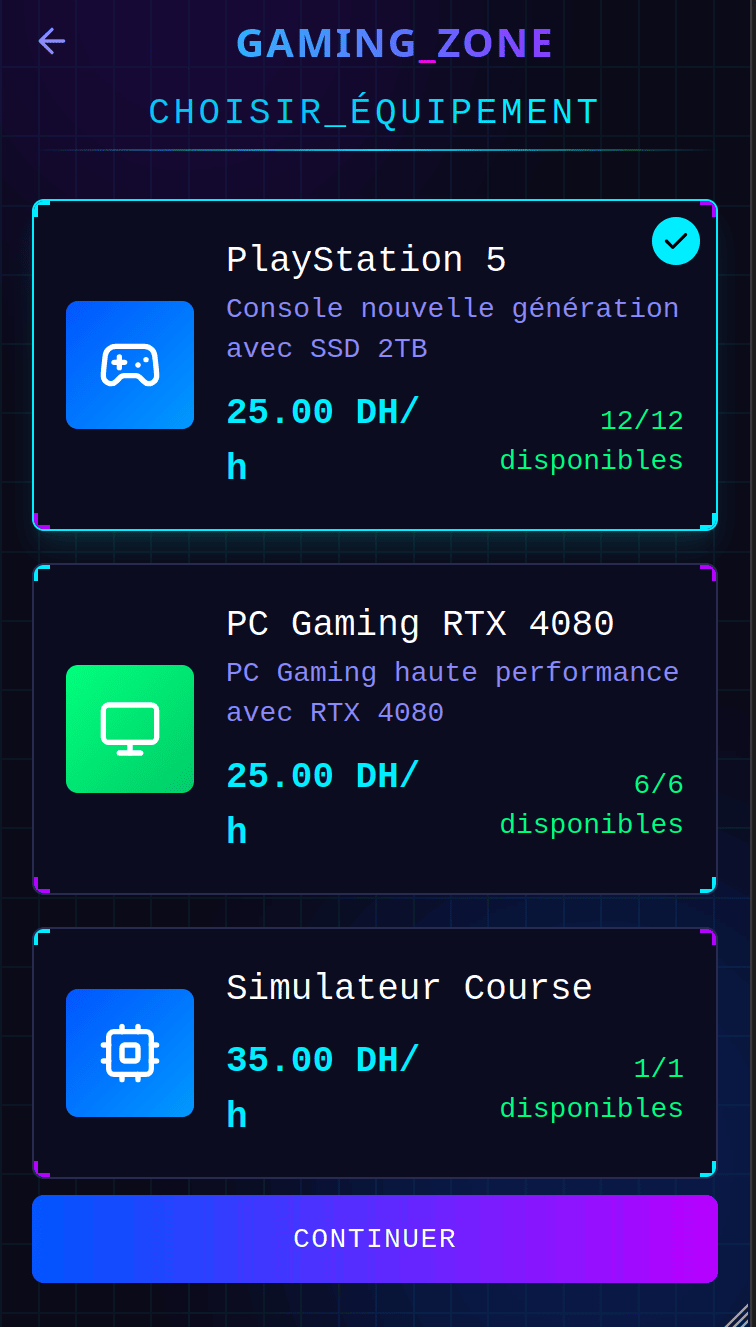 GAMING_ZONE
CHOISIR_ÉQUIPEMENT
PlayStation 5
Console nouvelle génération
avec SSD 2TB
25.00 DH/
h
12/12
disponibles
PC Gaming RTX 4080
PC Gaming haute performance
avec RTX 4080
25.00 DH/
h
6/6
disponibles
Simulateur Course
35.00 DH/
h
1/1
disponibles
CONTINUER